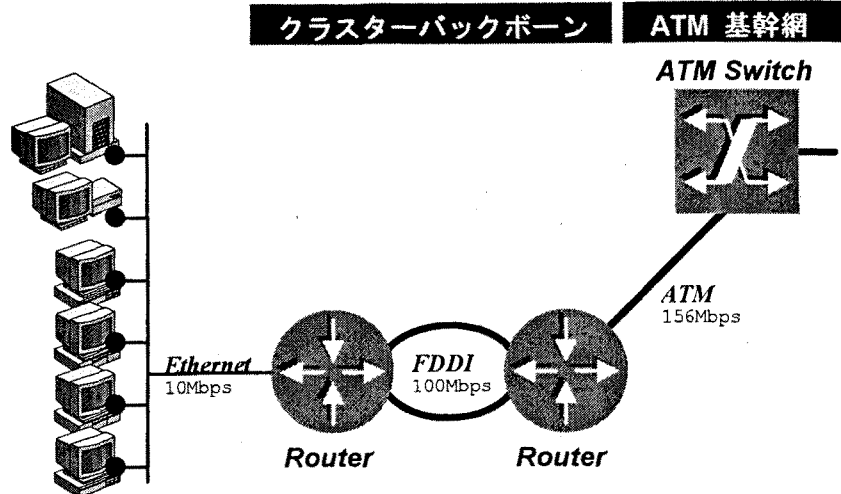 クラスターバックボーン
ATM 基幹網
ATM Switch
ATM
156Mbps
Ethernet
10Mbps
FDDI
100Mbps
Router
Router